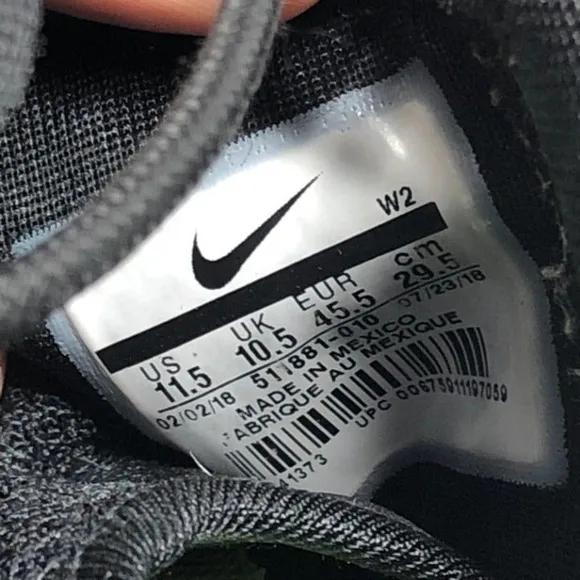 W2
US UK EUR cm
11.5 10.5 45.5 29.5
02/02/18 511881-010 07/23/18
MADE IN MEXICO
FABRIQUE AU MEXIQUE
UPC 00675911197059